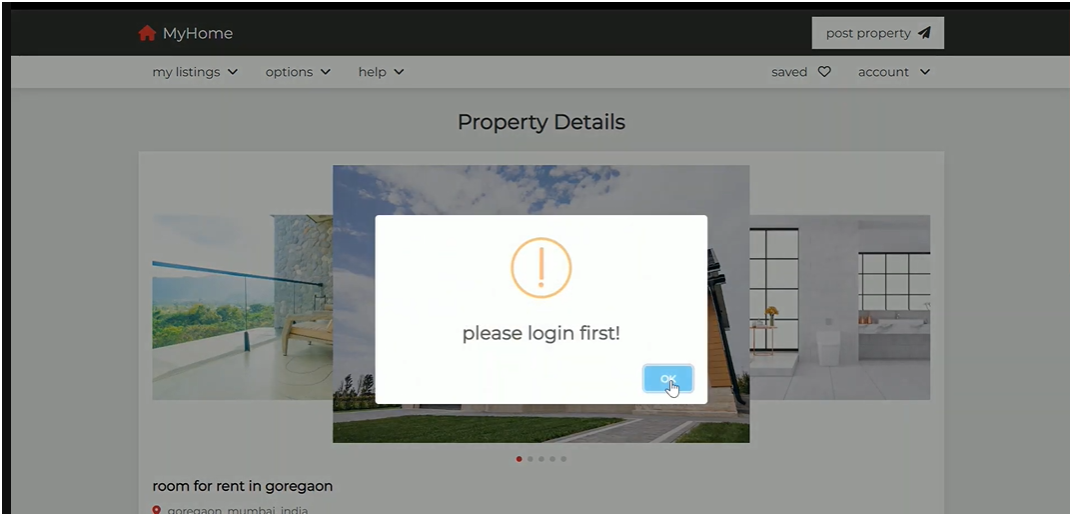 MyHome
post property
my listings options help saved account
Property Details
please login first!
OK
room for rent in goregaon
goregaon, mumbai, india